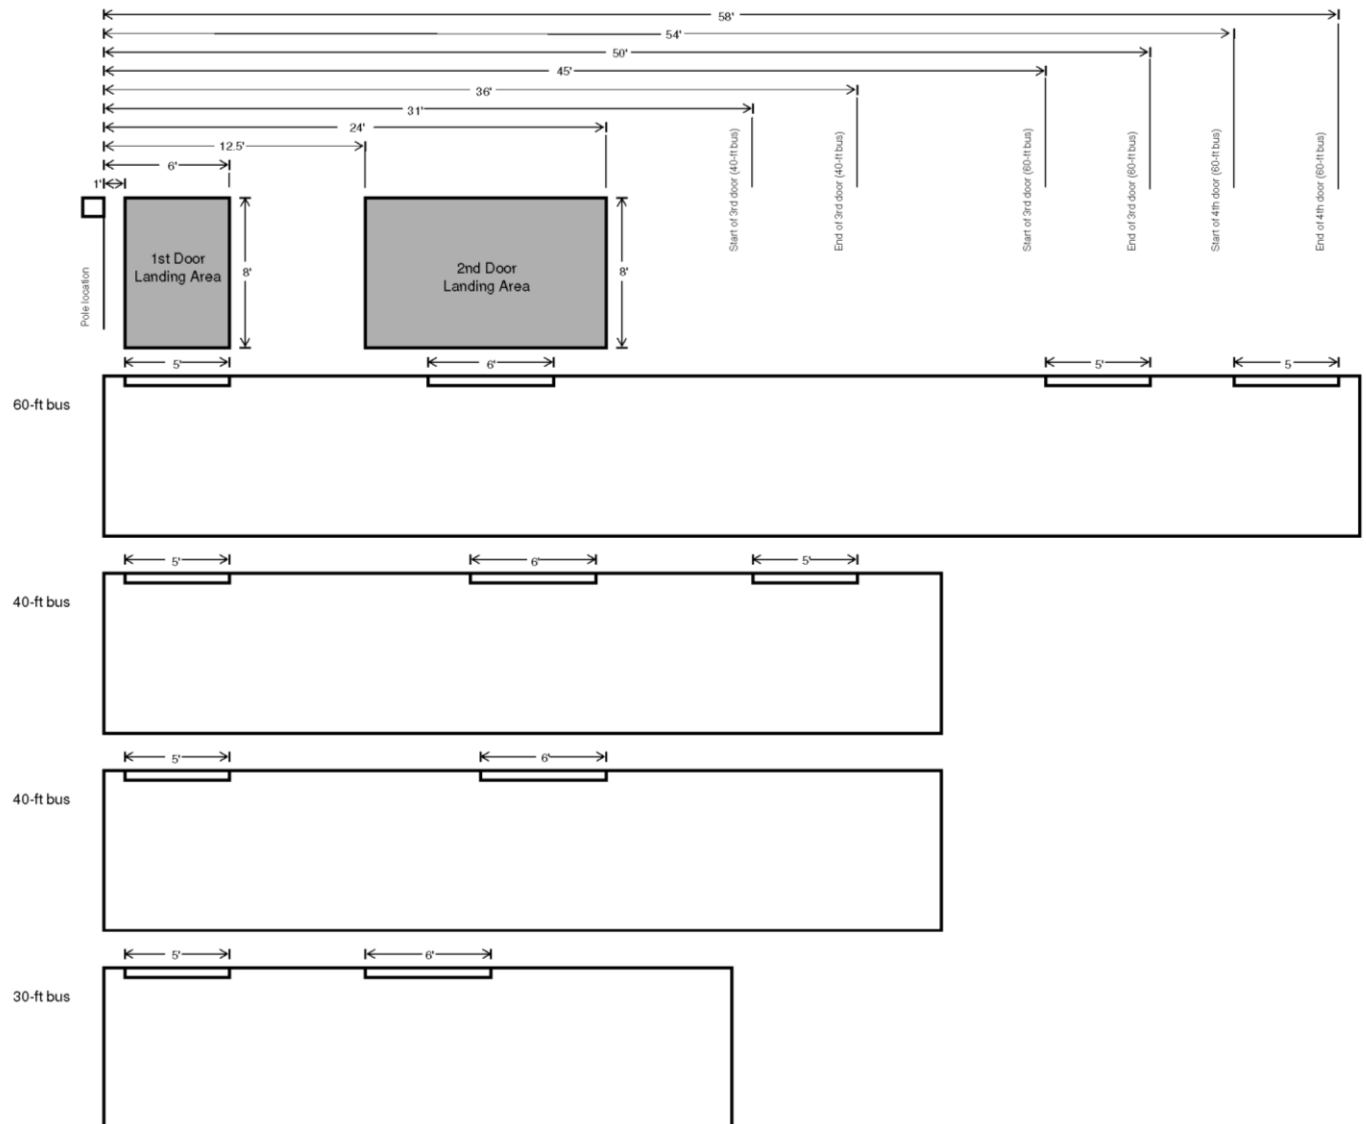 58'
54'
50'
45'
36'
31'
24'
12.5'
6'
1'
Start of 3rd door (40-ft bus)
End of 3rd door (40-ft bus)
Start of 3rd door (60-ft bus)
End of 3rd door (60-ft bus)
Start of 4th door (60-ft bus)
End of 4th door (60-ft bus)
Pole location
1st Door
Landing Area
8'
2nd Door
Landing Area
8'
5' 6' 5' 5
60-ft bus
5' 6' 5'
40-ft bus
5' 6'
40-ft bus
5' 6'
30-ft bus